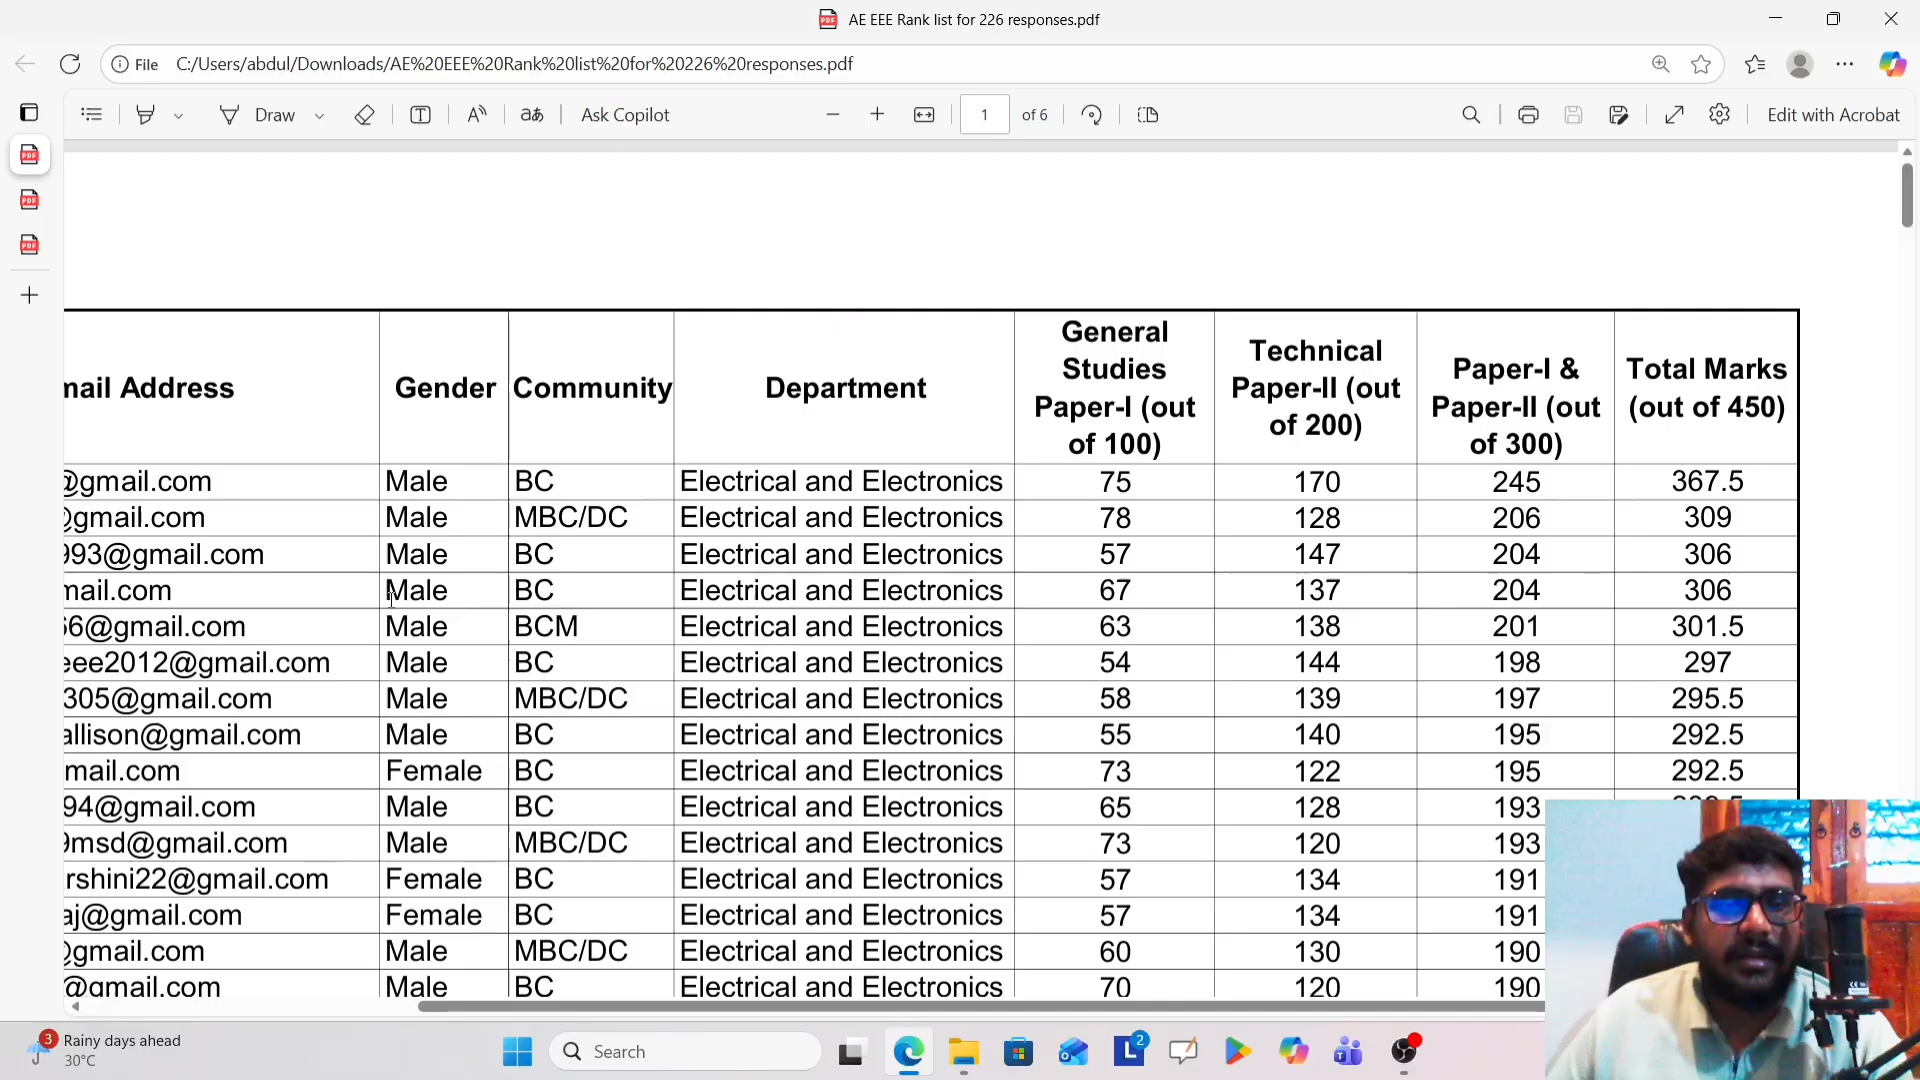 AE EEE Rank list for 226 responses.pdf
File C:/Users/abdul/Downloads/AE%20EEE%20Rank%20list%20for%20226%20responses.pdf
Draw
Ask Copilot
1 of 6
Edit with Acrobat
mail Address Gender Community Department General Studies Paper-I (out of 100) Technical Paper-II (out of 200) Paper-I & Paper-II (out of 300) Total Marks (out of 450)
@gmail.com Male BC Electrical and Electronics 75 170 245 367.5
@gmail.com Male MBC/DC Electrical and Electronics 78 128 206 309
993@gmail.com Male BC Electrical and Electronics 57 147 204 306
mail.com Male BC Electrical and Electronics 67 137 204 306
66@gmail.com Male BCM Electrical and Electronics 63 138 201 301.5
eee2012@gmail.com Male BC Electrical and Electronics 54 144 198 297
305@gmail.com Male MBC/DC Electrical and Electronics 58 139 197 295.5
allison@gmail.com Male BC Electrical and Electronics 55 140 195 292.5
mail.com Female BC Electrical and Electronics 73 122 195 292.5
94@gmail.com Male BC Electrical and Electronics 65 128 193
9msd@gmail.com Male MBC/DC Electrical and Electronics 73 120 193
rshini22@gmail.com Female BC Electrical and Electronics 57 134 191
aj@gmail.com Female BC Electrical and Electronics 57 134 191
@gmail.com Male MBC/DC Electrical and Electronics 60 130 190
@gmail.com Male BC Electrical and Electronics 70 120 190
3 Rainy days ahead
30°C
Search
2